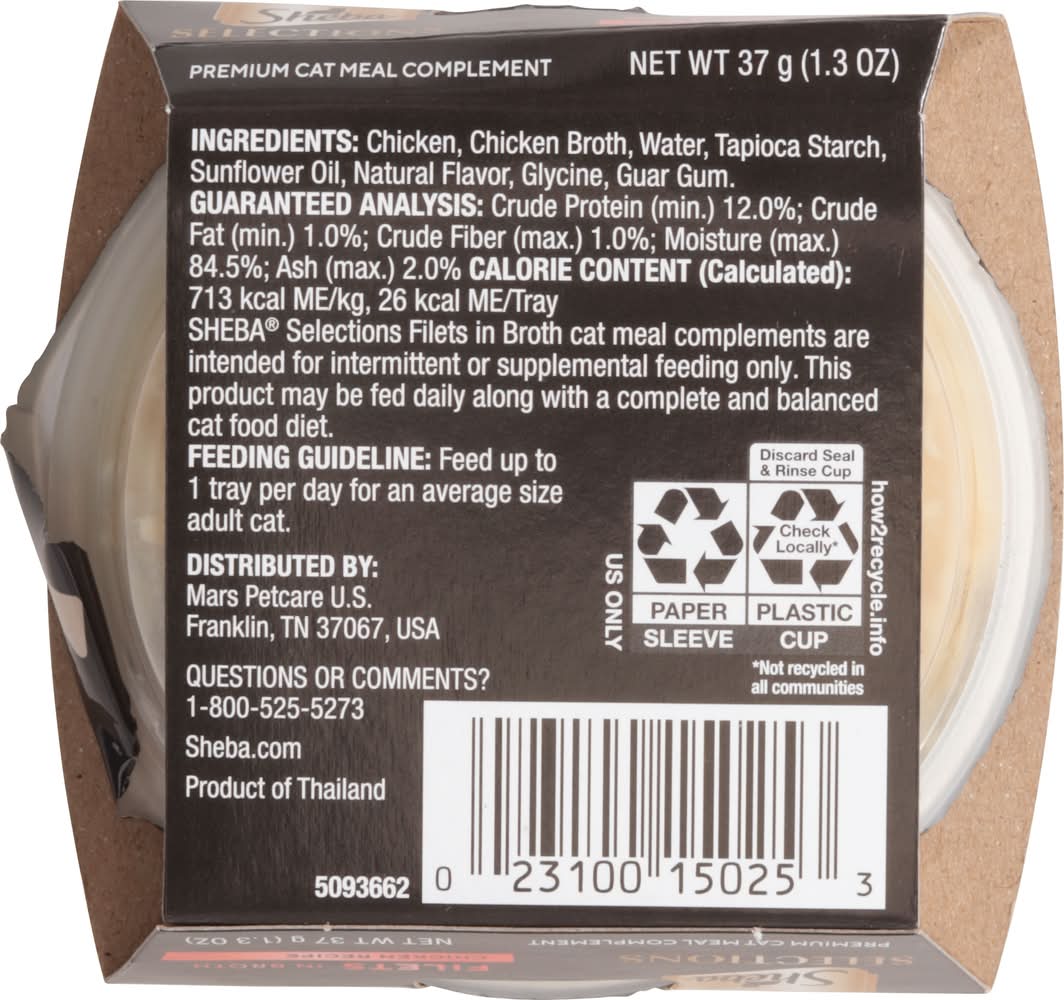 Sheba
SELECTIONS
PREMIUM CAT MEAL COMPLEMENT
NET WT 37 g (1.3 OZ)
INGREDIENTS: Chicken, Chicken Broth, Water, Tapioca Starch,
Sunflower Oil, Natural Flavor, Glycine, Guar Gum.
GUARANTEED ANALYSIS: Crude Protein (min.) 12.0%; Crude
Fat (min.) 1.0%; Crude Fiber (max.) 1.0%; Moisture (max.)
84.5%; Ash (max.) 2.0% CALORIE CONTENT (Calculated):
713 kcal ME/kg, 26 kcal ME/Tray
SHEBA® Selections Filets in Broth cat meal complements are
intended for intermittent or supplemental feeding only. This
product may be fed daily along with a complete and balanced
cat food diet.
FEEDING GUIDELINE: Feed up to
1 tray per day for an average size
adult cat.
DISTRIBUTED BY:
Mars Petcare U.S.
Franklin, TN 37067, USA
QUESTIONS OR COMMENTS?
1-800-525-5273
Sheba.com
Product of Thailand
5093662
Discard Seal
& Rinse Cup
Check
Locally*
PAPER
PLASTIC
SLEEVE
CUP
US ONLY
how2recycle.info
*Not recycled in
all communities
0 23100 15025 3
NET WT 37 g (1.3 OZ)
PREMIUM CAT MEAL COMPLEMENT
CHICKEN RECIPE
FILETS IN BROTH
SELECTIONS
Sheba